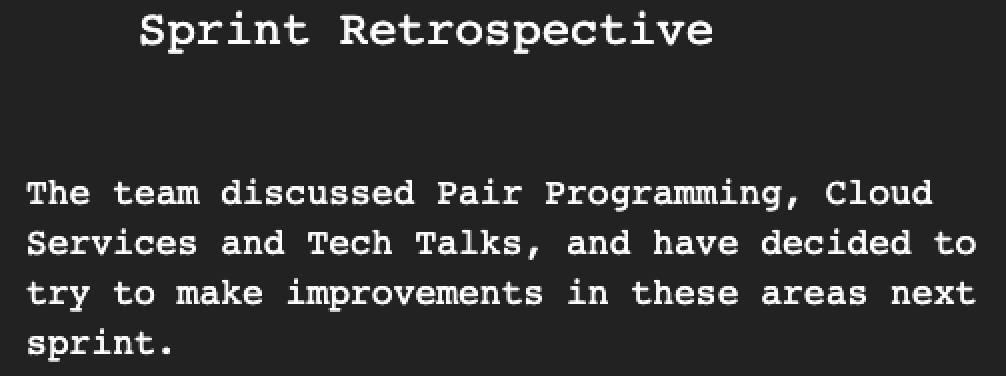 Sprint Retrospective
The team discussed Pair Programming, Cloud
Services and Tech Talks, and have decided to
try to make improvements in these areas next
sprint.